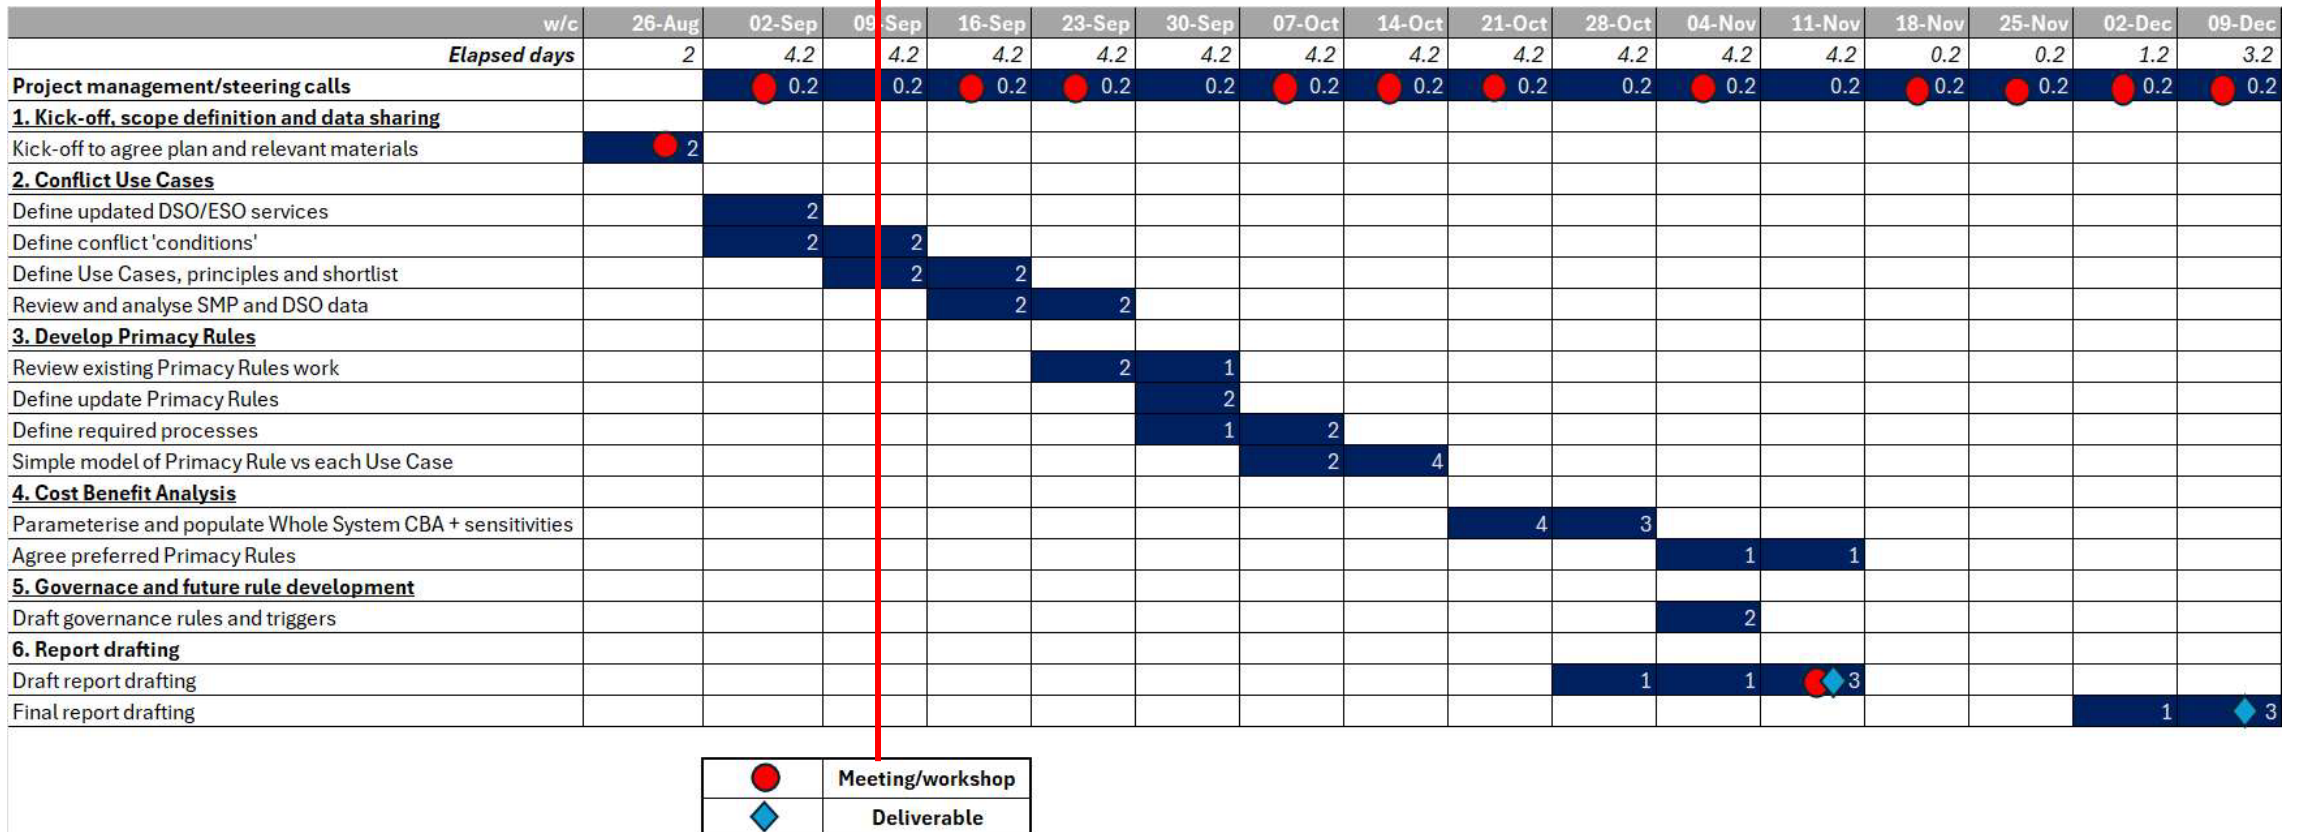 w/c 26-Aug 02-Sep 09-Sep 16-Sep 23-Sep 30-Sep 07-Oct 14-Oct 21-Oct 28-Oct 04-Nov 11-Nov 18-Nov 25-Nov 02-Dec 09-Dec
Elapsed days 2 4.2 4.2 4.2 4.2 4.2 4.2 4.2 4.2 4.2 4.2 4.2 0.2 0.2 1.2 3.2
Project management/steering calls 0.2 0.2 0.2 0.2 0.2 0.2 0.2 0.2 0.2 0.2 0.2 0.2 0.2 0.2 0.2
1. Kick-off, scope definition and data sharing
Kick-off to agree plan and relevant materials 2
2. Conflict Use Cases
Define updated DSO/ESO services 2
Define conflict 'conditions' 2 2
Define Use Cases, principles and shortlist 2 2
Review and analyse SMP and DSO data 2 2
3. Develop Primacy Rules
Review existing Primacy Rules work 2 1
Define update Primacy Rules 2
Define required processes 1 2
Simple model of Primacy Rule vs each Use Case 2 4
4. Cost Benefit Analysis
Parameterise and populate Whole System CBA + sensitivities 4 3
Agree preferred Primacy Rules 1 1
5. Governace and future rule development
Draft governance rules and triggers 2
6. Report drafting
Draft report drafting 1 1 3
Final report drafting 1 3
Meeting/workshop
Deliverable